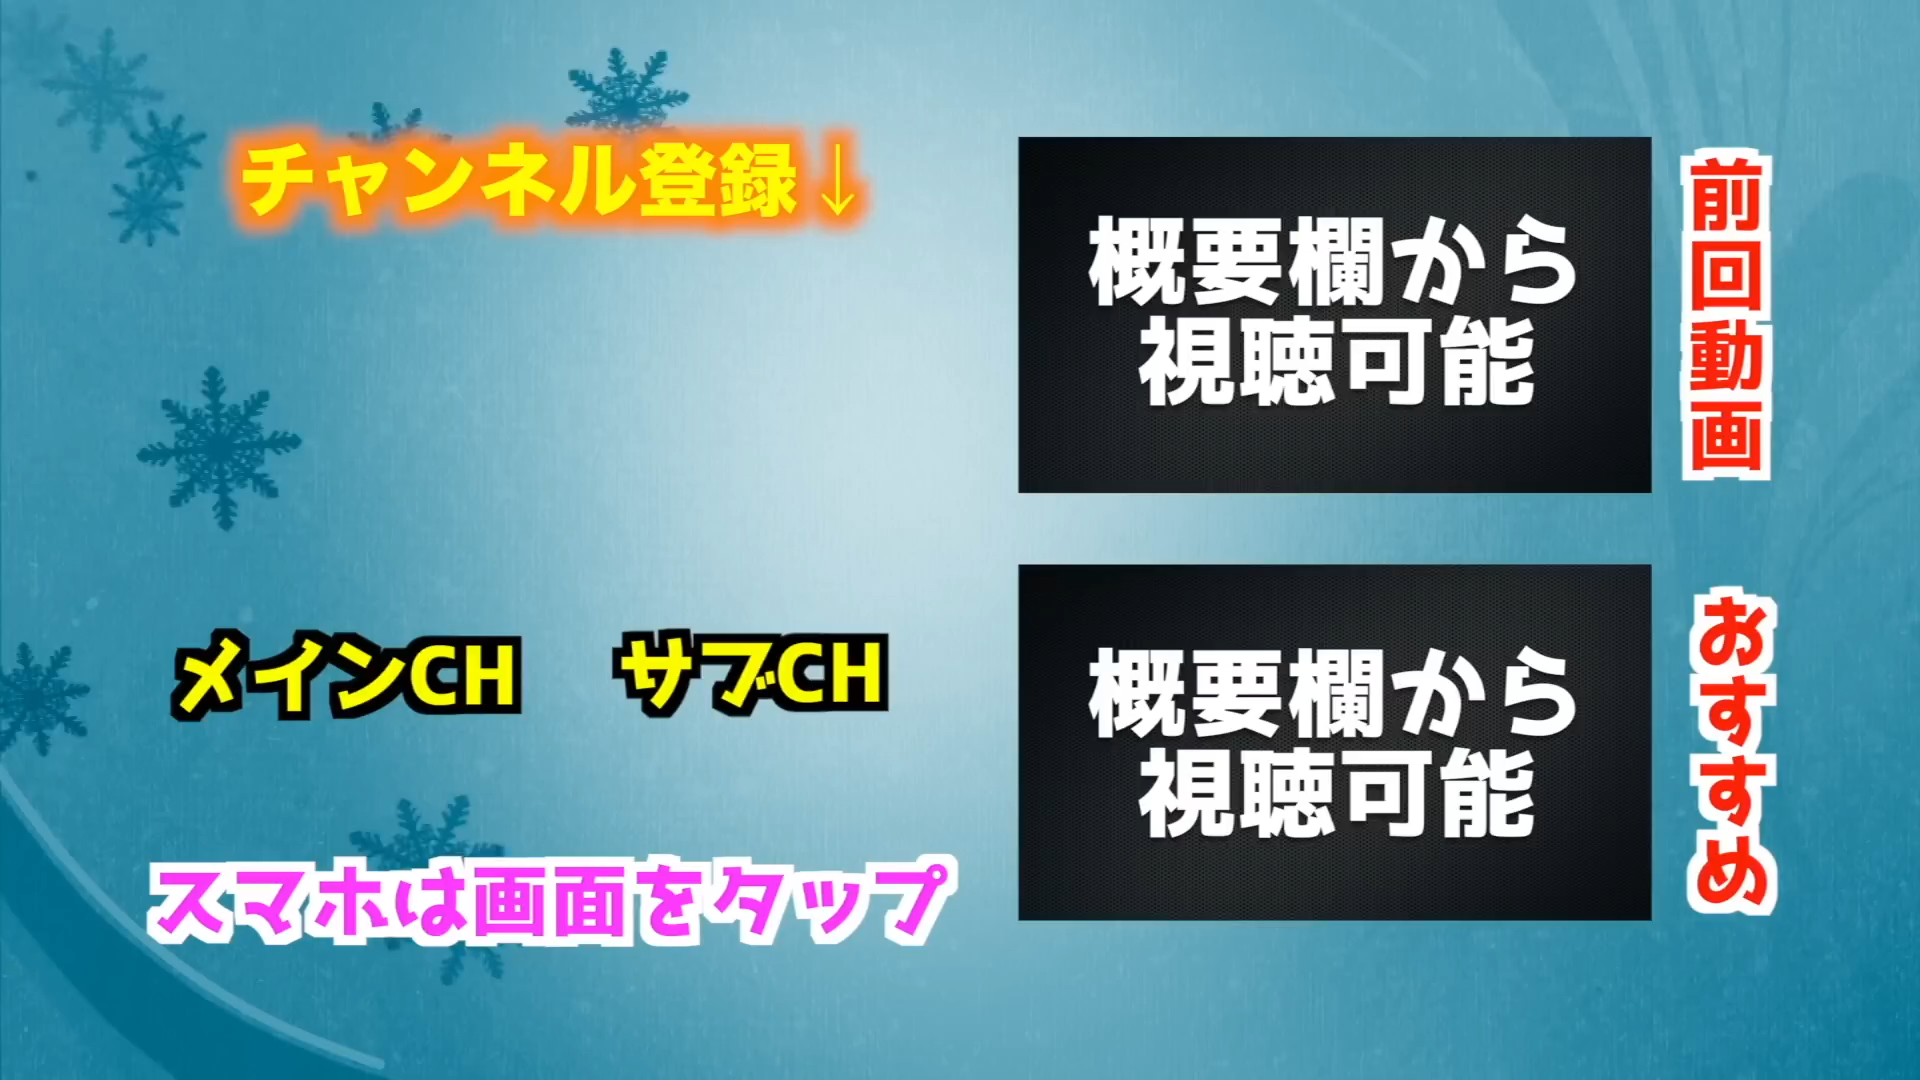 チャンネル登録↓
メインCH
サブCH
スマホは画面をタップ
概要欄から
視聴可能
前回動画
概要欄から
視聴可能
おすすめ